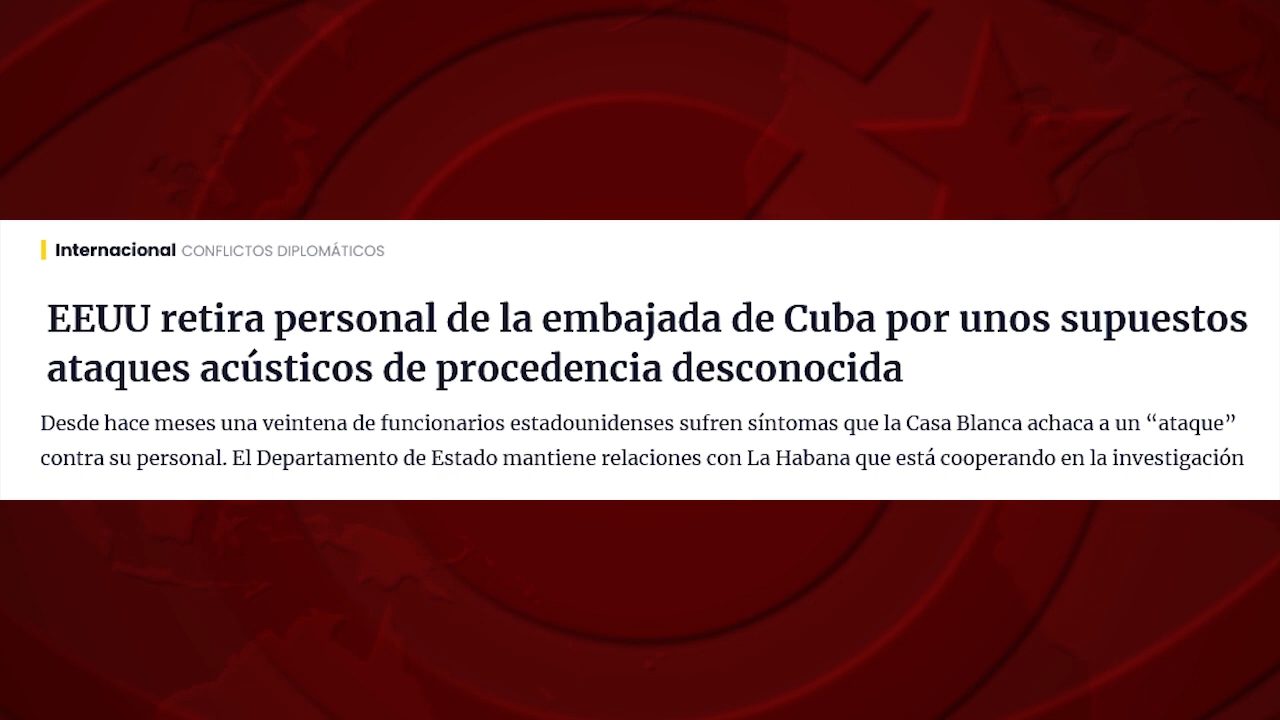 Internacional CONFLICTOS DIPLOMÁTICOS
EEUU retira personal de la embajada de Cuba por unos supuestos
ataques acústicos de procedencia desconocida
Desde hace meses una veintena de funcionarios estadounidenses sufren síntomas que la Casa Blanca achaca a un “ataque”
contra su personal. El Departamento de Estado mantiene relaciones con La Habana que está cooperando en la investigación